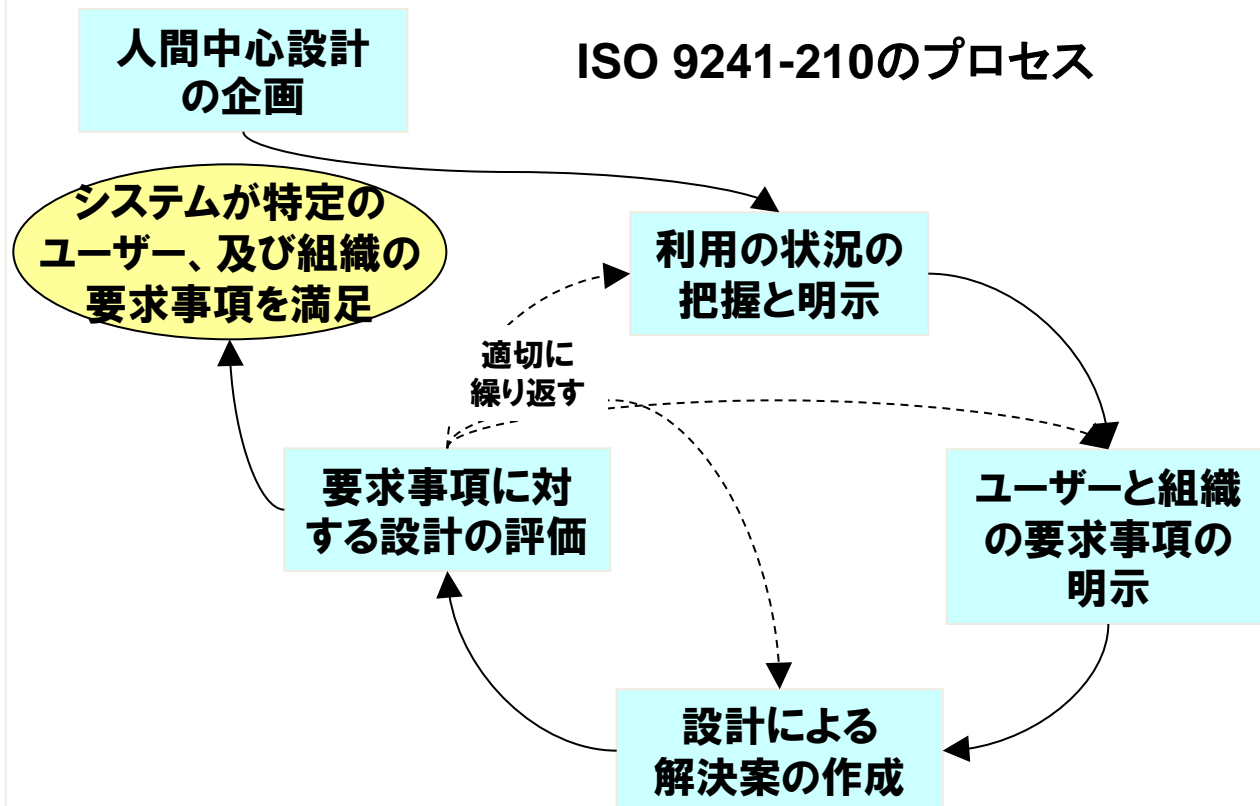 人間中心設計
の企画
ISO 9241-210のプロセス
システムが特定の
ユーザー、及び組織の
要求事項を満足
利用の状況の
把握と明示
適切に
繰り返す
要求事項に対
する設計の評価
ユーザーと組織
の要求事項の
明示
設計による
解決案の作成